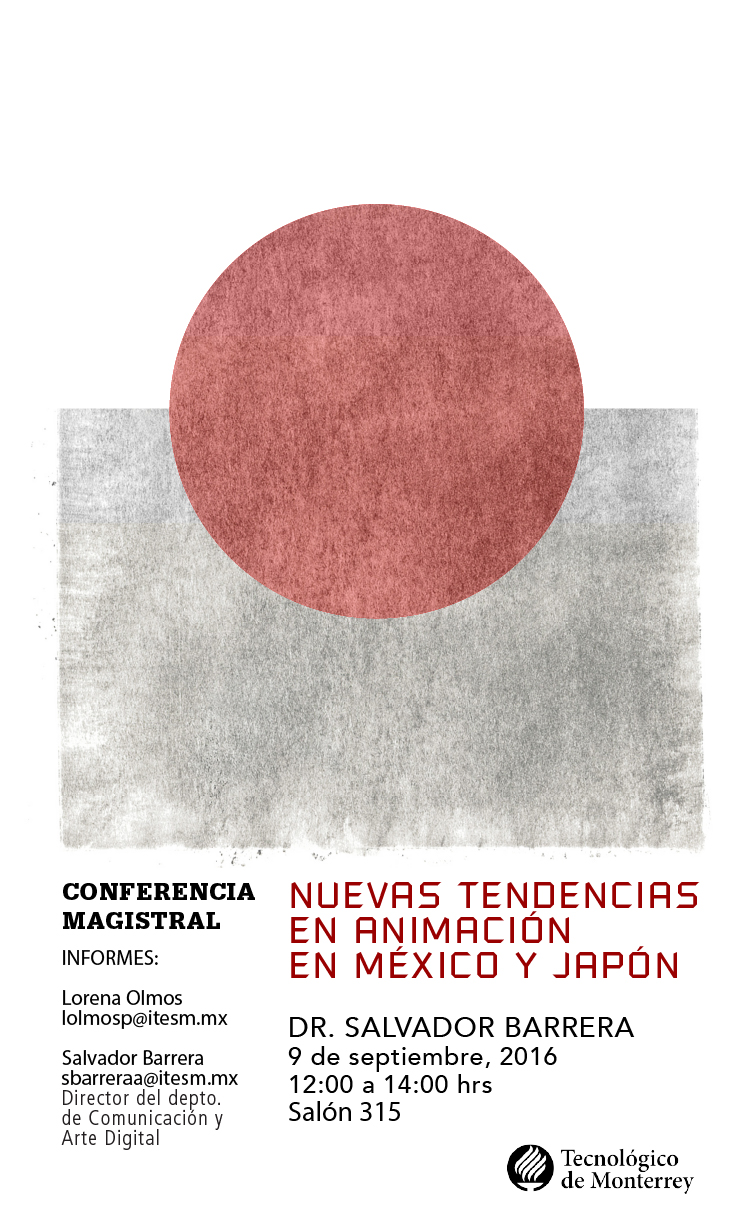 CONFERENCIA
MAGISTRAL
INFORMES:
Lorena Olmos
lolmosp@itesm.mx
Salvador Barrera
sbarreraa@itesm.mx
Director del depto.
de Comunicación y
Arte Digital
NUEVAS TENDENCIAS
EN ANIMACIÓN
EN MÉXICO Y JAPÓN
DR. SALVADOR BARRERA
9 de septiembre, 2016
12:00 a 14:00 hrs
Salón 315
Tecnológico
de Monterrey